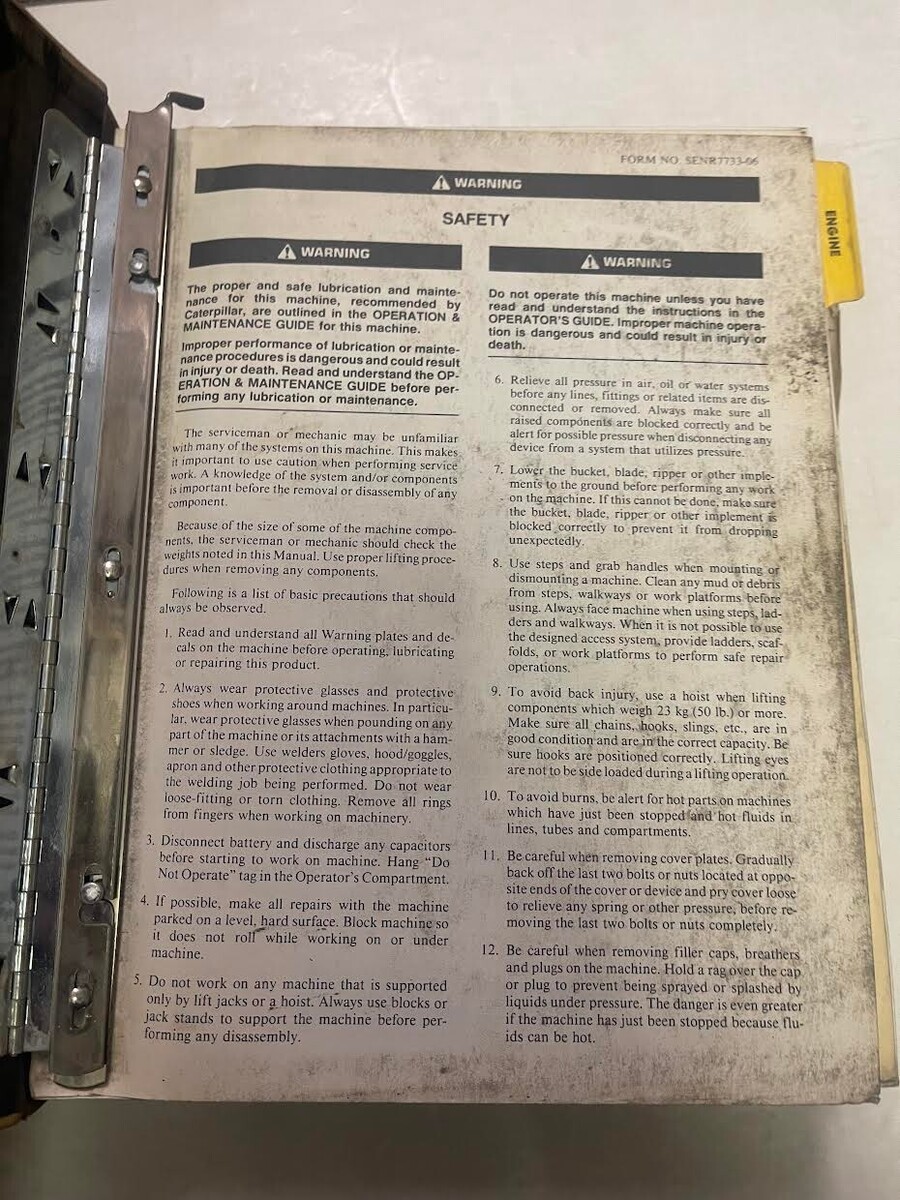 FORM NO. SENR7733-06
WARNING
SAFETY
WARNING
The proper and safe lubrication and mainte-
nance for this machine, recommended by
Caterpillar, are outlined in the OPERATION &
MAINTENANCE GUIDE for this machine.
Improper performance of lubrication or mainte-
nance procedures is dangerous and could result
in injury or death. Read and understand the OP-
ERATION & MAINTENANCE GUIDE before per-
forming any lubrication or maintenance.
The serviceman or mechanic may be unfamiliar
with many of the systems on this machine. This makes
it important to use caution when performing service
work. A knowledge of the system and/or components
is important before the removal or disassembly of any
component.
Because of the size of some of the machine compo-
nents, the serviceman or mechanic should check the
weights noted in this Manual. Use proper lifting proce-
dures when removing any components.
Following is a list of basic precautions that should
always be observed.
1. Read and understand all Warning plates and de-
cals on the machine before operating, lubricating
or repairing this product.
2. Always wear protective glasses and protective
shoes when working around machines. In particu-
lar, wear protective glasses when pounding on any
part of the machine or its attachments with a ham-
mer or sledge. Use welders gloves, hood/goggles,
apron and other protective clothing appropriate to
the welding job being performed. Do not wear
loose-fitting or torn clothing. Remove all rings
from fingers when working on machinery.
3. Disconnect battery and discharge any capacitors
before starting to work on machine. Hang “Do
Not Operate” tag in the Operator's Compartment.
4. If possible, make all repairs with the machine
parked on a level, hard surface. Block machine so
it does not roll while working on or under
machine.
5. Do not work on any machine that is supported
only by lift jacks or a hoist. Always use blocks or
jack stands to support the machine before per-
forming any disassembly.
WARNING
Do not operate this machine unless you have
read and understand the instructions in the
OPERATOR'S GUIDE. Improper machine opera-
tion is dangerous and could result in injury or
death.
6. Relieve all pressure in air, oil or water systems
before any lines, fittings or related items are dis-
connected or removed. Always make sure all
raised components are blocked correctly and be
alert for possible pressure when disconnecting any
device from a system that utilizes pressure.
7. Lower the bucket, blade, ripper or other imple-
ments to the ground before performing any work
on the machine. If this cannot be done, make sure
the bucket, blade, ripper or other implement is
blocked correctly to prevent it from dropping
unexpectedly.
8. Use steps and grab handles when mounting or
dismounting a machine. Clean any mud or debris
from steps, walkways or work platforms before
using. Always face machine when using steps, lad-
ders and walkways. When it is not possible to use
the designed access system, provide ladders, scaf-
folds, or work platforms to perform safe repair
operations.
9. To avoid back injury, use a hoist when lifting
components which weigh 23 kg (50 lb.) or more.
Make sure all chains, hooks, slings, etc., are in
good condition and are in the correct capacity. Be
sure hooks are positioned correctly. Lifting eyes
are not to be side loaded during a lifting operation.
10. To avoid burns, be alert for hot parts on machines
which have just been stopped and hot fluids in
lines, tubes and compartments.
11. Be careful when removing cover plates. Gradually
back off the last two bolts or nuts located at oppo-
site ends of the cover or device and pry cover loose
to relieve any spring or other pressure, before re-
moving the last two bolts or nuts completely.
12. Be careful when removing filler caps, breathers
and plugs on the machine. Hold a rag over the cap
or plug to prevent being sprayed or splashed by
liquids under pressure. The danger is even greater
if the machine has just been stopped because flu-
ids can be hot.
ENGINE